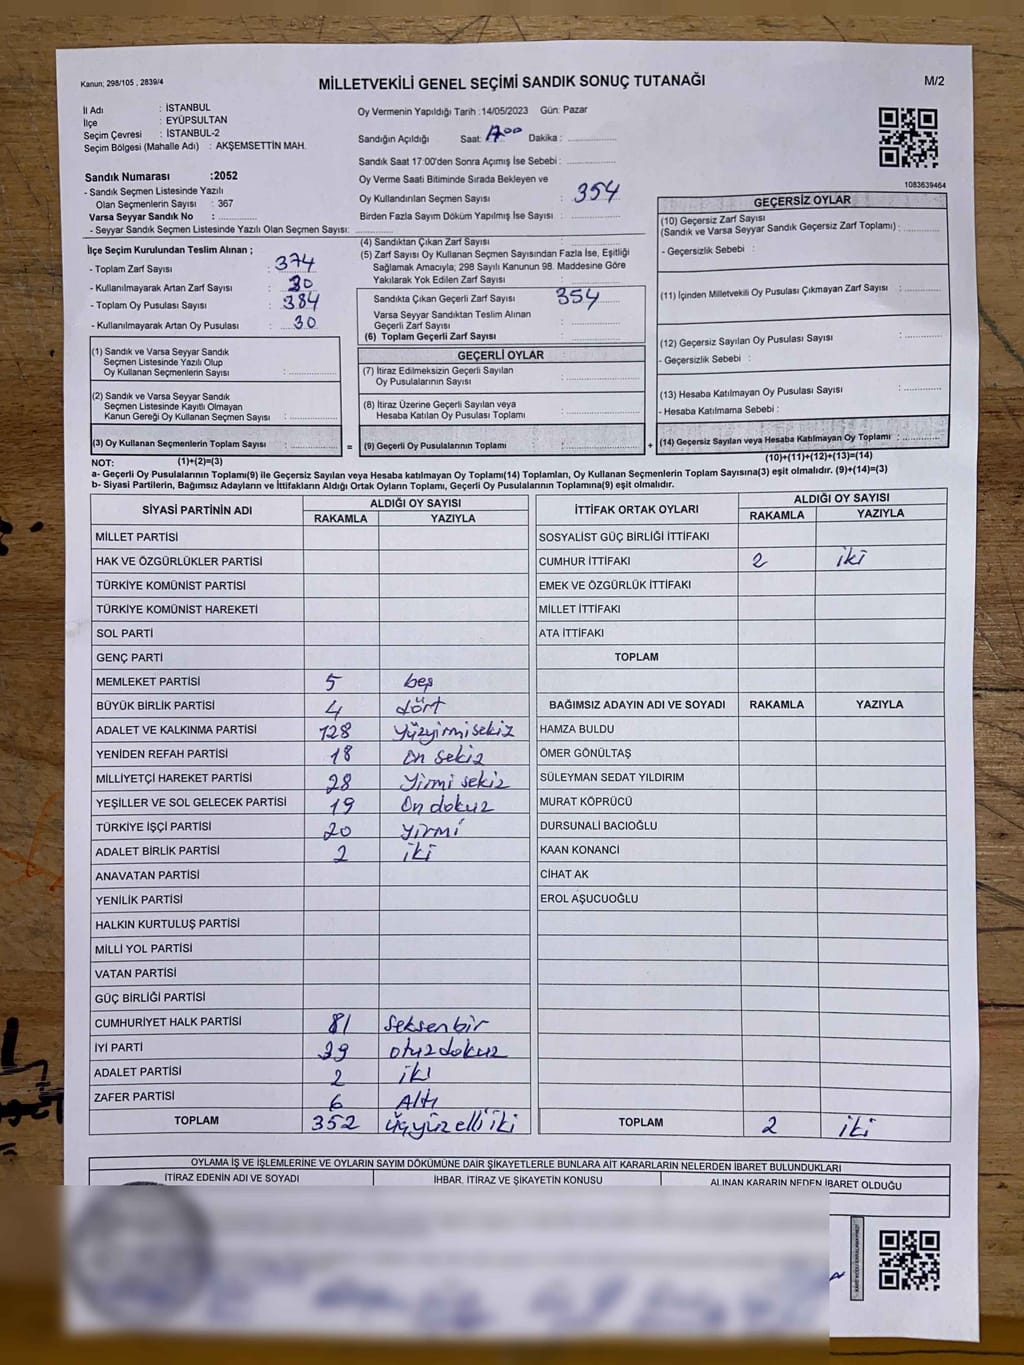 Kanun; 298/105 , 2839/4
MİLLETVEKİLİ GENEL SEÇİMİ SANDIK SONUÇ TUTANAĞI
M/2
İl Adı : İSTANBUL
İlçe : EYÜPSULTAN
Seçim Çevresi : İSTANBUL-2
Seçim Bölgesi (Mahalle Adı) : AKŞEMSETTİN MAH.
Sandık Numarası :2052
- Sandık Seçmen Listesinde Yazılı
Olan Seçmenlerin Sayısı : 367
Varsa Seyyar Sandık No :
- Seyyar Sandık Seçmen Listesinde Yazılı Olan Seçmen Sayısı:
Oy Vermenin Yapıldığı Tarih :14/05/2023 Gün: Pazar
Sandığın Açıldığı Saat: Dakika :
Sandık Saat 17:00'den Sonra Açımış İse Sebebi :
Oy Verme Saati Bitiminde Sırada Bekleyen ve
Oy Kullandırılan Seçmen Sayısı : 354
Birden Fazla Sayım Döküm Yapılmış İse Sayısı :
1083639464
İlçe Seçim Kurulundan Teslim Alınan ;
- Toplam Zarf Sayısı : 374
- Kullanılmayarak Artan Zarf Sayısı : 20
- Toplam Oy Pusulası Sayısı : 384
- Kullanılmayarak Artan Oy Pusulası : 30
(4) Sandıktan Çıkan Zarf Sayısı :
(5) Zarf Sayısı Oy Kullanan Seçmen Sayısından Fazla İse, Eşitliği
Sağlamak Amacıyla; 298 Sayılı Kanunun 98. Maddesine Göre
Yakılarak Yok Edilen Zarf Sayısı :
Sandıkta Çıkan Geçerli Zarf Sayısı 354
Varsa Seyyar Sandıktan Teslim Alınan
Geçerli Zarf Sayısı :
(6) Toplam Geçerli Zarf Sayısı :
GEÇERSİZ OYLAR
(10) Geçersiz Zarf Sayısı
(Sandık ve Varsa Seyyar Sandık Geçersiz Zarf Toplamı) :
- Geçersizlik Sebebi :
(11) İçinden Milletvekili Oy Pusulası Çıkmayan Zarf Sayısı :
(12) Geçersiz Sayılan Oy Pusulası Sayısı :
- Geçersizlik Sebebi :
(13) Hesaba Katılmayan Oy Pusulası Sayısı :
- Hesaba Katılmama Sebebi :
(14) Geçersiz Sayılan veya Hesaba Katılmayan Oy Toplamı :
(10)+(11)+(12)+(13)=(14)
(1) Sandık ve Varsa Seyyar Sandık
Seçmen Listesinde Yazılı Olup
Oy Kullanan Seçmenlerin Sayısı :
(2) Sandık ve Varsa Seyyar Sandık
Seçmen Listesinde Kayıtlı Olmayan
Kanun Gereği Oy Kullanan Seçmen Sayısı :
(3) Oy Kullanan Seçmenlerin Toplam Sayısı :
(1)+(2)=(3)
=
GEÇERLİ OYLAR
(7) İtiraz Edilmeksizin Geçerli Sayılan
Oy Pusulalarının Sayısı :
(8) İtiraz Üzerine Geçerli Sayılan veya
Hesaba Katılan Oy Pusulası Toplamı :
(9) Geçerli Oy Pusulalarının Toplamı :
+
NOT:
a- Geçerli Oy Pusulalarının Toplamı(9) ile Geçersiz Sayılan veya Hesaba katılmayan Oy Toplamı(14) Toplamları, Oy Kullanan Seçmenlerin Toplam Sayısına(3) eşit olmalıdır. (9)+(14)=(3)
b- Siyasi Partilerin, Bağımsız Adayların ve İttifakların Aldığı Ortak Oyların Toplamı, Geçerli Oy Pusulalarının Toplamına(9) eşit olmalıdır.
SİYASİ PARTİNİN ADI ALDIĞI OY SAYISI
RAKAMLA YAZIYLA
MİLLET PARTİSİ
HAK VE ÖZGÜRLÜKLER PARTİSİ
TÜRKİYE KOMÜNİST PARTİSİ
TÜRKİYE KOMÜNİST HAREKETİ
SOL PARTİ
GENÇ PARTİ
MEMLEKET PARTİSİ 5 beş
BÜYÜK BİRLİK PARTİSİ 4 dört
ADALET VE KALKINMA PARTİSİ 128 Yüzyirmisekiz
YENİDEN REFAH PARTİSİ 18 on sekiz
MİLLİYETÇİ HAREKET PARTİSİ 28 Yirmi sekiz
YEŞİLLER VE SOL GELECEK PARTİSİ 19 on dokuz
TÜRKİYE İŞÇİ PARTİSİ 20 yirmi
ADALET BİRLİK PARTİSİ 2 iki
ANAVATAN PARTİSİ
YENİLİK PARTİSİ
HALKIN KURTULUŞ PARTİSİ
MİLLİ YOL PARTİSİ
VATAN PARTİSİ
GÜÇ BİRLİĞİ PARTİSİ
CUMHURİYET HALK PARTİSİ 81 Seksenbir
İYİ PARTİ 39 otuzdokuz
ADALET PARTİSİ 2 iki
ZAFER PARTİSİ 6 Altı
TOPLAM 352 üçyüzelliiki
İTTİFAK ORTAK OYLARI ALDIĞI OY SAYISI
RAKAMLA YAZIYLA
SOSYALİST GÜÇ BİRLİĞİ İTTİFAKI
CUMHUR İTTİFAKI 2 iki
EMEK VE ÖZGÜRLÜK İTTİFAKI
MİLLET İTTİFAKI
ATA İTTİFAKI
TOPLAM
BAĞIMSIZ ADAYIN ADI VE SOYADI RAKAMLA YAZIYLA
HAMZA BULDU
ÖMER GÖNÜLTAŞ
SÜLEYMAN SEDAT YILDIRIM
MURAT KÖPRÜCÜ
DURSUNALİ BACIOĞLU
KAAN KONANCİ
CİHAT AK
EROL AŞUCUOĞLU
TOPLAM 2 iki
OYLAMA İŞ VE İŞLEMLERİNE VE OYLARIN SAYIM DÖKÜMÜNE DAİR ŞİKAYETLERLE BUNLARA AİT KARARLARIN NELERDEN İBARET BULUNDUKLARI
İTİRAZ EDENİN ADI VE SOYADI İHBAR, İTİRAZ VE ŞİKAYETİN KONUSU ALINAN KARARIN NEDEN İBARET OLDUĞU